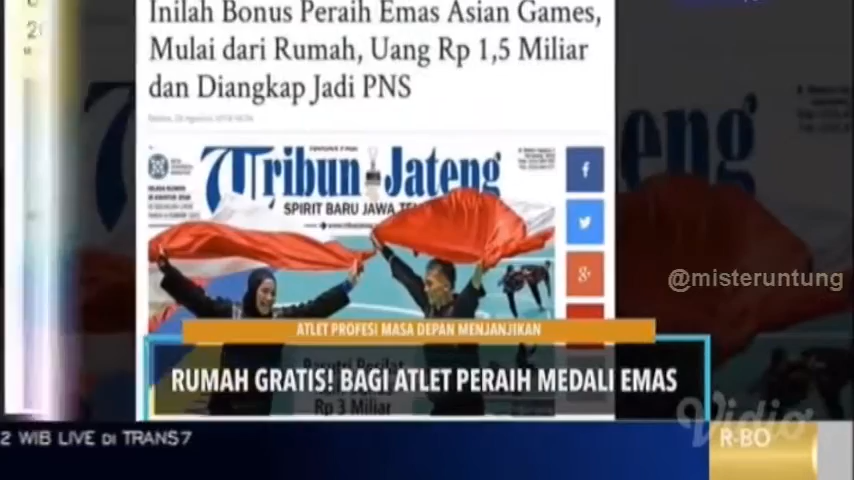 Inilah Bonus Peraih Emas Asian Games,
Mulai dari Rumah, Uang Rp 1,5 Miliar
dan Diangkap Jadi PNS
Tribun Jateng
SPIRIT BARU JAWA TEN
f
g+
@misteruntung
ATLET PROFESI MASA DEPAN MENJANJIKAN
RUMAH GRATIS! BAGI ATLET PERAIH MEDALI EMAS
Rp 3 Miliar
Vidio
2 WIB LIVE di TRANS7
R-BO